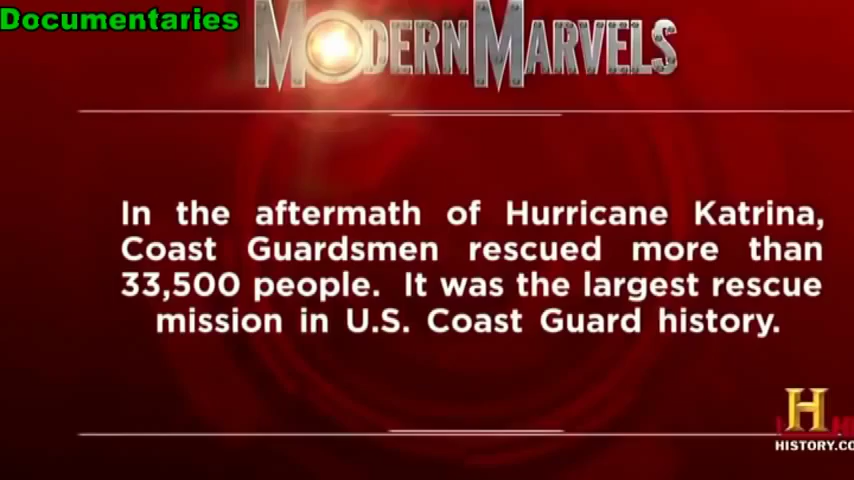 Documentaries
MODERN MARVELS
In the aftermath of Hurricane Katrina,
Coast Guardsmen rescued more than
33,500 people. It was the largest rescue
mission in U.S. Coast Guard history.
H
HISTORY.CO